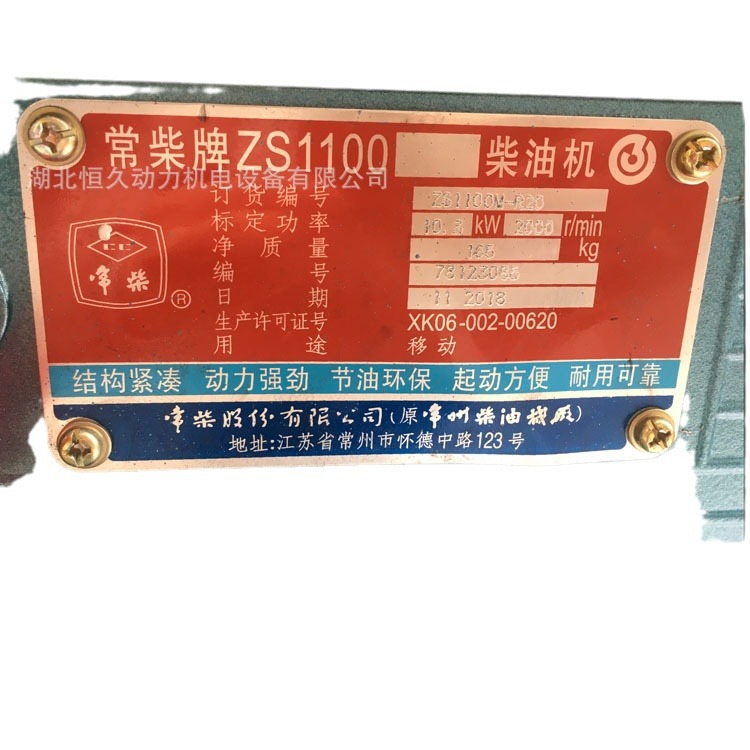 常柴牌ZS1100 柴油机
湖北恒久动力机电设备有限公司
订货编号 ZS1100M-R20
标定功率 kW 2000 r/min
净质量 165 kg
编号
日期 11 2018
生产许可证号 XK06-002-00620
用途 移动
CC
常柴
®
结构紧凑 动力强劲 节油环保 起动方便 耐用可靠
常柴股份有限公司(原常州柴油机厂)
地址:江苏省常州市怀德中路123号